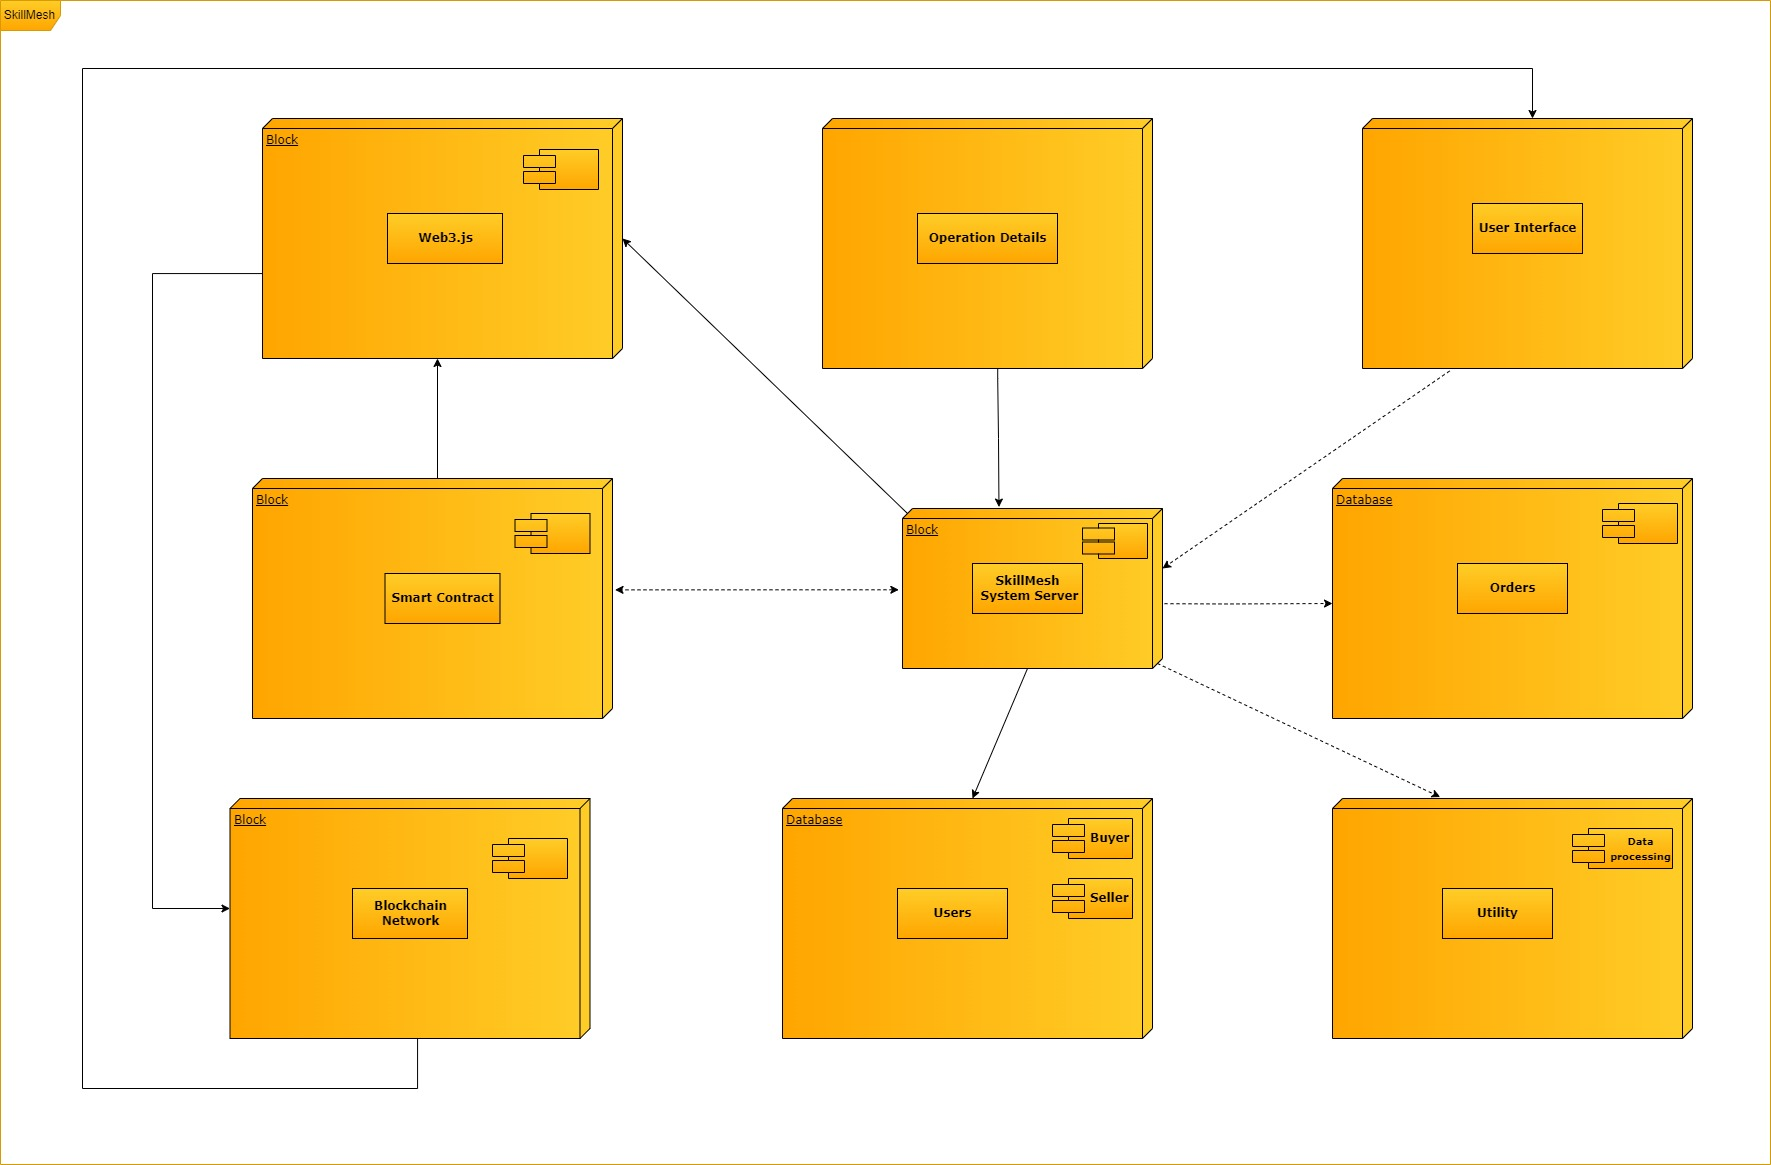 SkillMesh
Block
Web3.js
Operation Details
User Interface
Block
Smart Contract
Block
SkillMesh
System Server
Database
Orders
Block
Blockchain
Network
Database
Buyer
Seller
Users
Data
processing
Utility